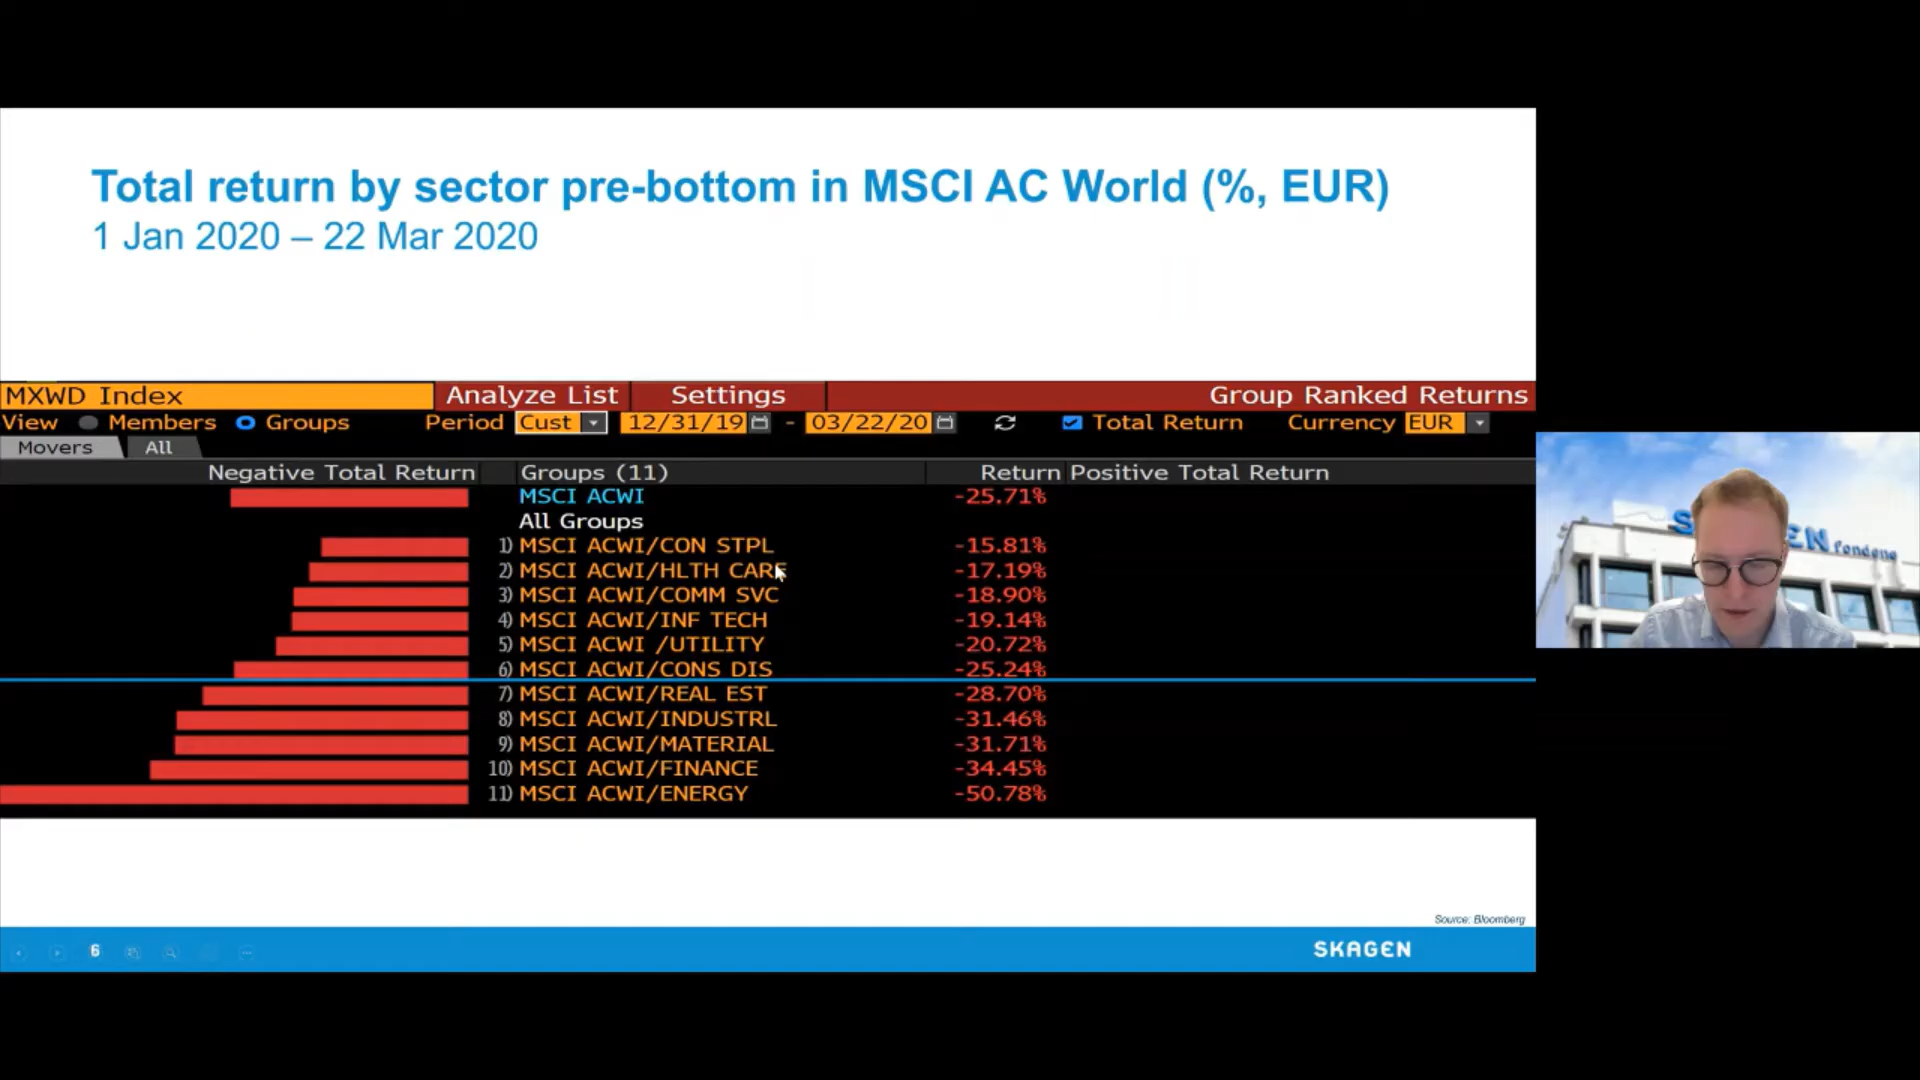 Total return by sector pre-bottom in MSCI AC World (%, EUR)
1 Jan 2020 – 22 Mar 2020
MXWD Index Analyze List Settings Group Ranked Returns
View Members Groups Period Cust 12/31/19 - 03/22/20 Total Return Currency EUR
Movers All
Negative Total Return Groups (11) Return Positive Total Return
MSCI ACWI -25.71%
All Groups
1) MSCI ACWI/CON STPL -15.81%
2) MSCI ACWI/HLTH CARE -17.19%
3) MSCI ACWI/COMM SVC -18.90%
4) MSCI ACWI/INF TECH -19.14%
5) MSCI ACWI /UTILITY -20.72%
6) MSCI ACWI/CONS DIS -25.24%
7) MSCI ACWI/REAL EST -28.70%
8) MSCI ACWI/INDUSTRL -31.46%
9) MSCI ACWI/MATERIAL -31.71%
10) MSCI ACWI/FINANCE -34.45%
11) MSCI ACWI/ENERGY -50.78%
Source: Bloomberg
6
SKAGEN
fondene